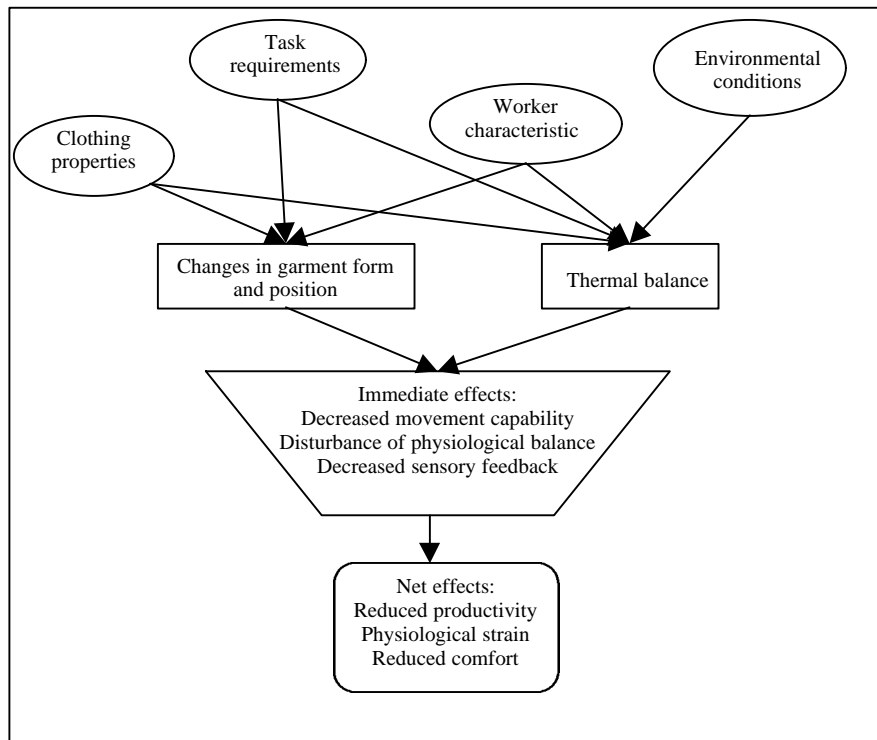 Task
requirements
Environmental
conditions
Worker
characteristic
Clothing
properties
Changes in garment form
and position
Thermal balance
Immediate effects:
Decreased movement capability
Disturbance of physiological balance
Decreased sensory feedback
Net effects:
Reduced productivity
Physiological strain
Reduced comfort